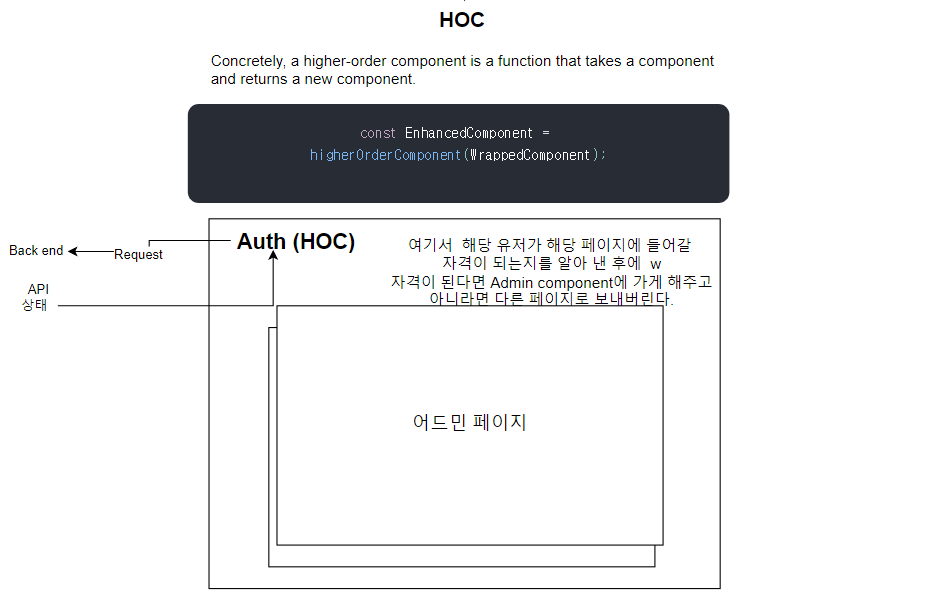 HOC
Concretely, a higher-order component is a function that takes a component
and returns a new component.
const EnhancedComponent =
higherOrderComponent(WrappedComponent);
Auth (HOC)
여기서 해당 유저가 해당 페이지에 들어갈
자격이 되는지를 알아 낸 후에 w
자격이 된다면 Admin component에 가게 해주고
아니라면 다른 페이지로 보내버린다.
Back end
Request
API
상태
어드민 페이지